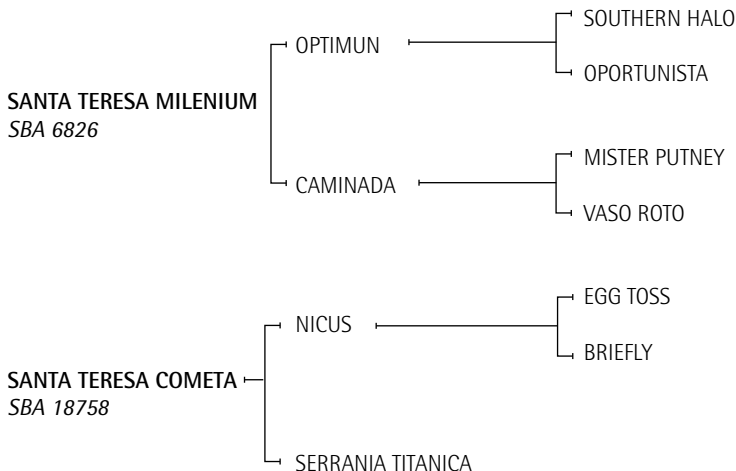 SOUTHERN HALO
OPTIMUN
OPORTUNISTA
SANTA TERESA MILENIUM
SBA 6826
MISTER PUTNEY
CAMINADA
VASO ROTO
EGG TOSS
NICUS
BRIEFLY
SANTA TERESA COMETA
SBA 18758
SERRANIA TITANICA